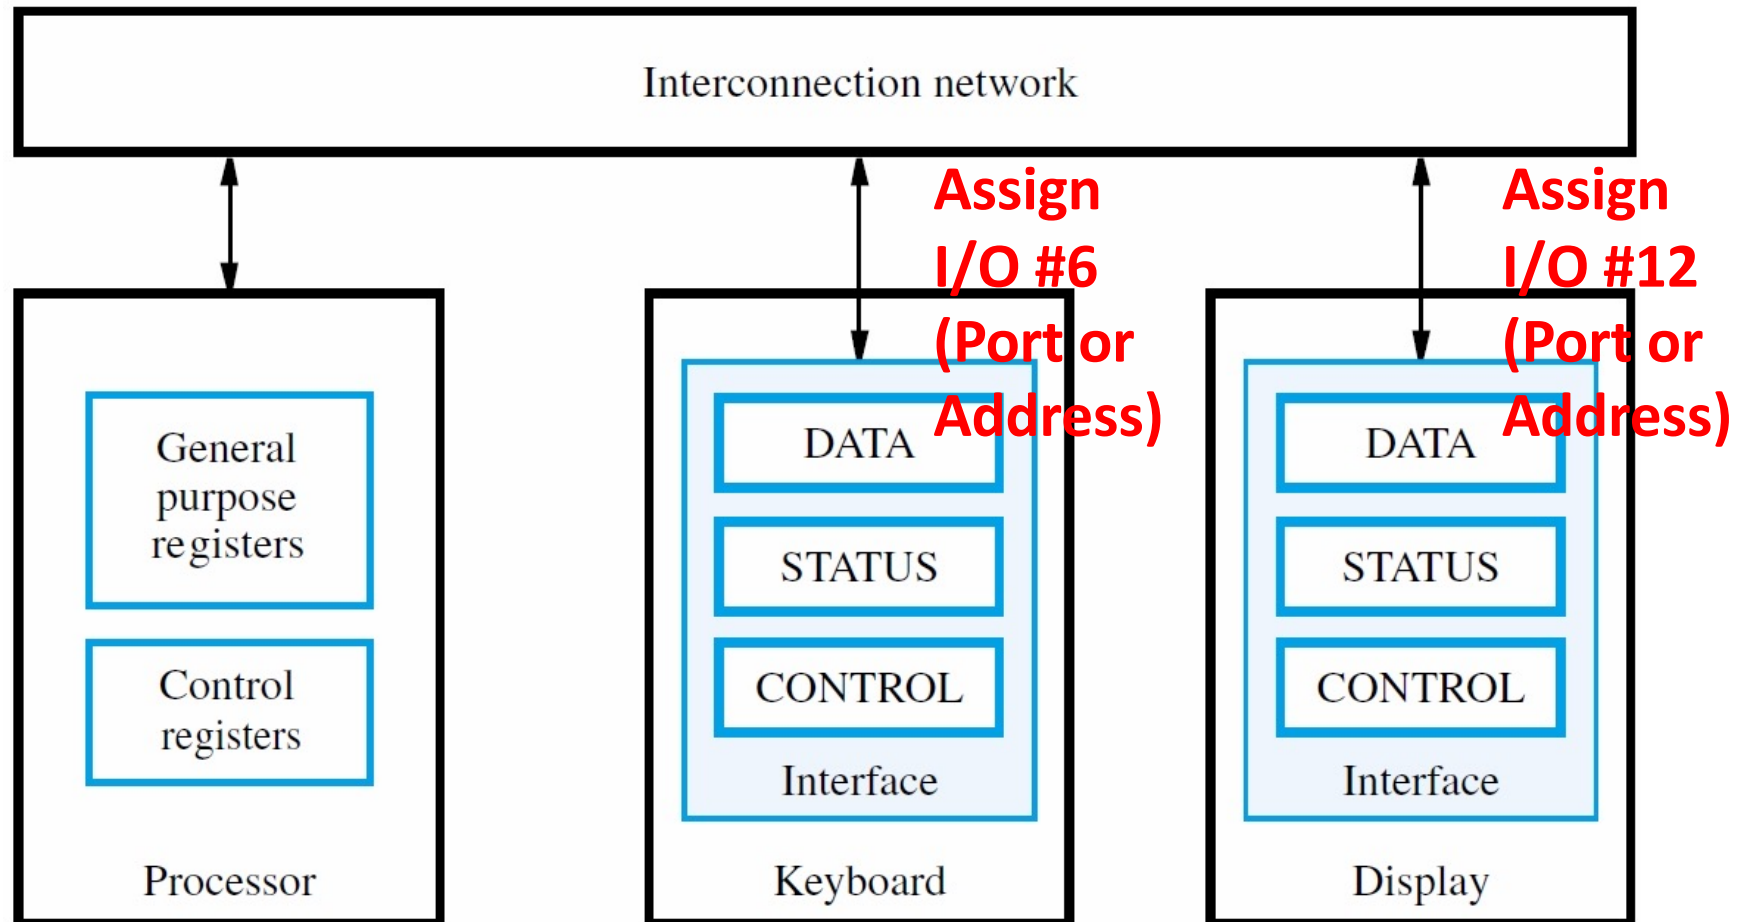 Interconnection network
Assign
I/O #6
(Port or
Address)
Assign
I/O #12
(Port or
Address)
General
purpose
registers
Control
registers
Processor
DATA
STATUS
CONTROL
Interface
Keyboard
DATA
STATUS
CONTROL
Interface
Display